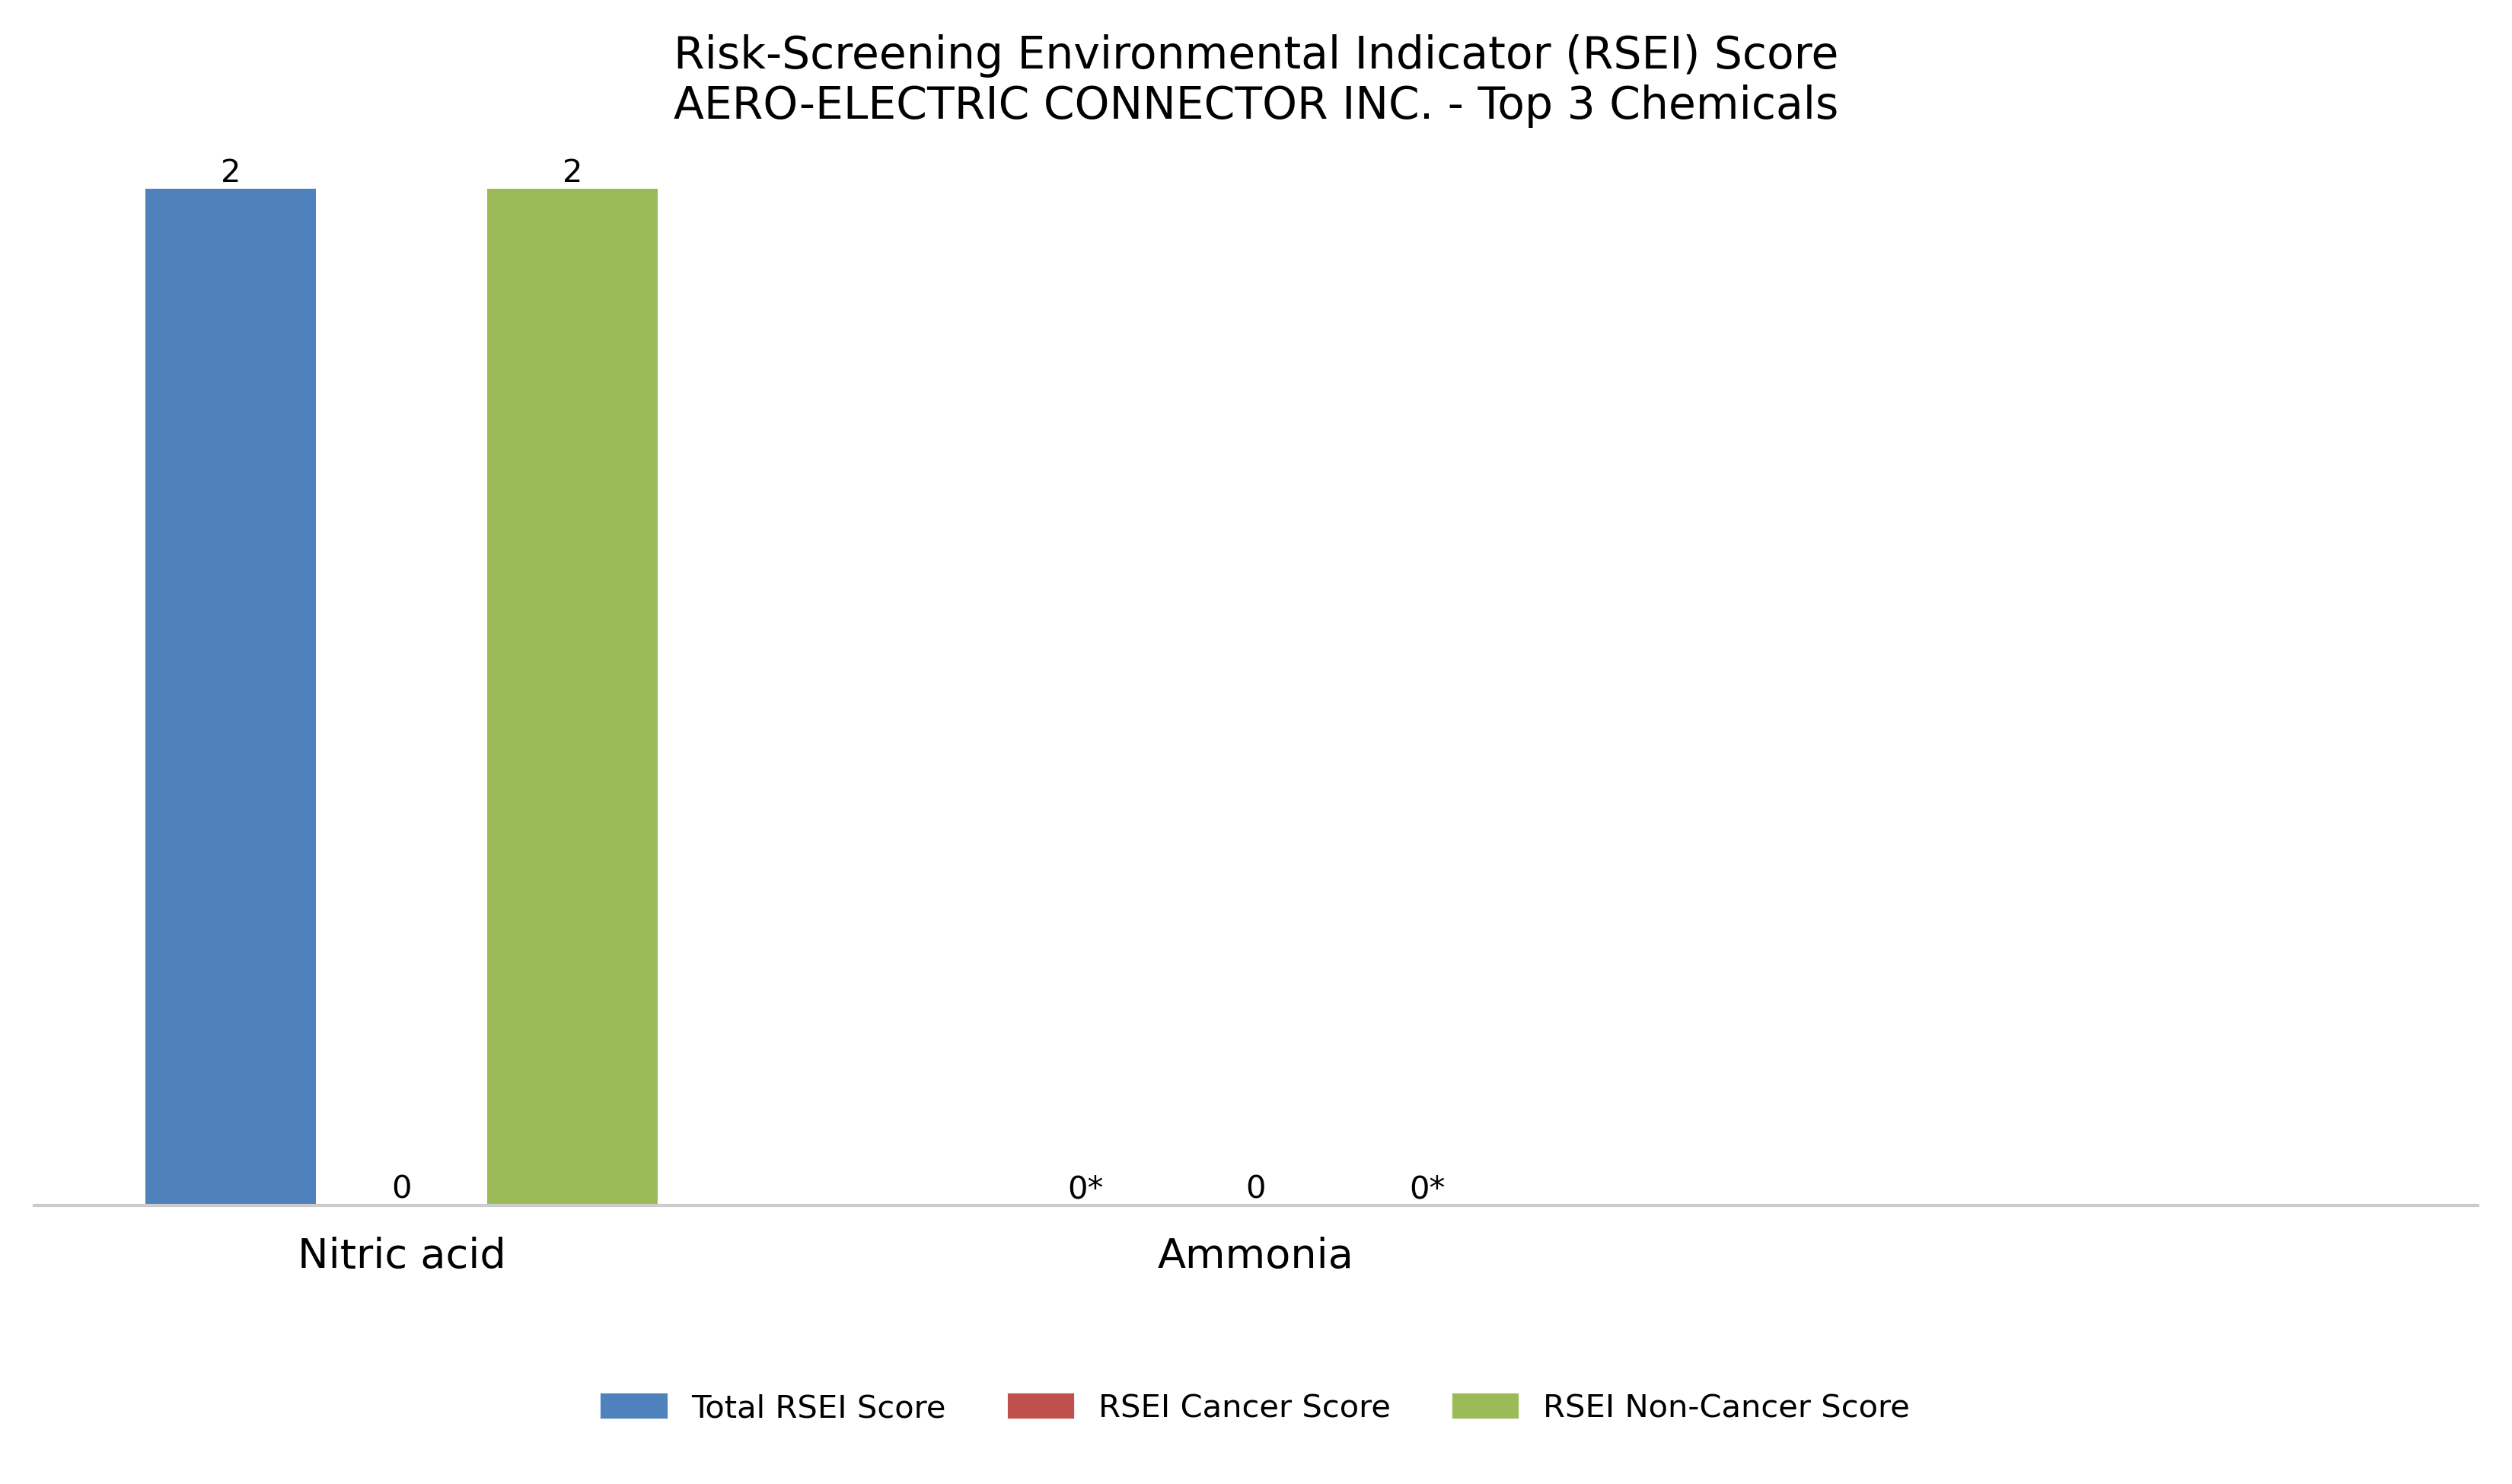 Risk-Screening Environmental Indicator (RSEI) Score
AERO-ELECTRIC CONNECTOR INC. - Top 3 Chemicals
2
2
0
0*
0
0*
Nitric acid
Ammonia
Total RSEI Score
RSEI Cancer Score
RSEI Non-Cancer Score